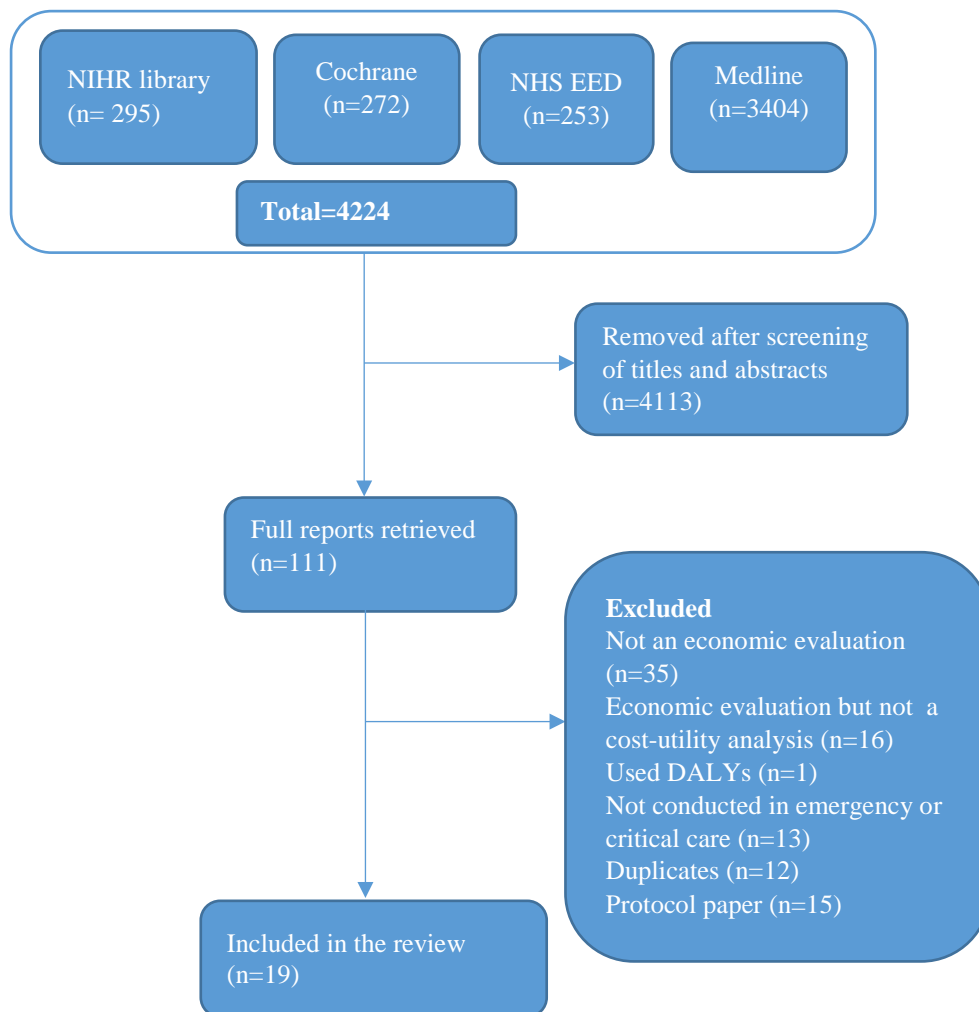 NIHR library
(n= 295)
Cochrane
(n=272)
NHS EED
(n=253)
Medline
(n=3404)
Total=4224
Removed after screening
of titles and abstracts
(n=4113)
Full reports retrieved
(n=111)
Excluded
Not an economic evaluation
(n=35)
Economic evaluation but not  a
cost-utility analysis (n=16)
Used DALYs (n=1)
Not conducted in emergency or
critical care (n=13)
Duplicates (n=12)
Protocol paper (n=15)
Included in the review
(n=19)